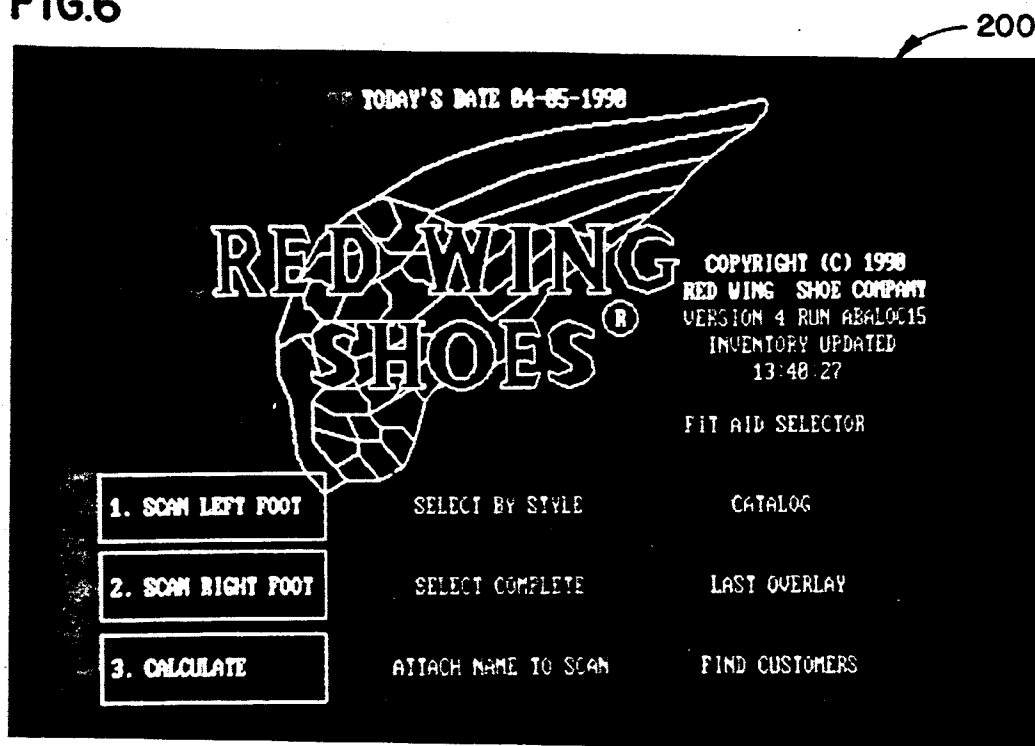 FIG.6
200
TODAY'S DATE 04-05-1990
RED WING
SHOES®
COPYRIGHT (C) 1990
RED WING SHOE COMPANY
VERSION 4 RUN ABALOC15
INVENTORY UPDATED
13:40:27
FIT AID SELECTOR
1. SCAN LEFT FOOT
SELECT BY STYLE
CATALOG
2. SCAN RIGHT FOOT
SELECT COMPLETE
LAST OVERLAY
3. CALCULATE
ATTACH NAME TO SCAN
FIND CUSTOMERS